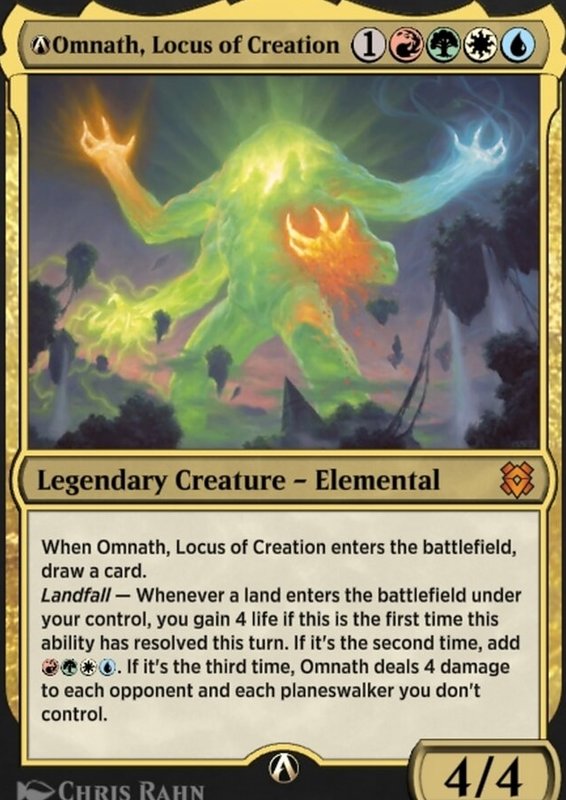 Omnath, Locus of Creation 1
Legendary Creature – Elemental
When Omnath, Locus of Creation enters the battlefield,
draw a card.
Landfall — Whenever a land enters the battlefield under
your control, you gain 4 life if this is the first time this
ability has resolved this turn. If it's the second time, add
. If it's the third time, Omnath deals 4 damage
to each opponent and each planeswalker you don't
control.
4/4
CHRIS RAHN